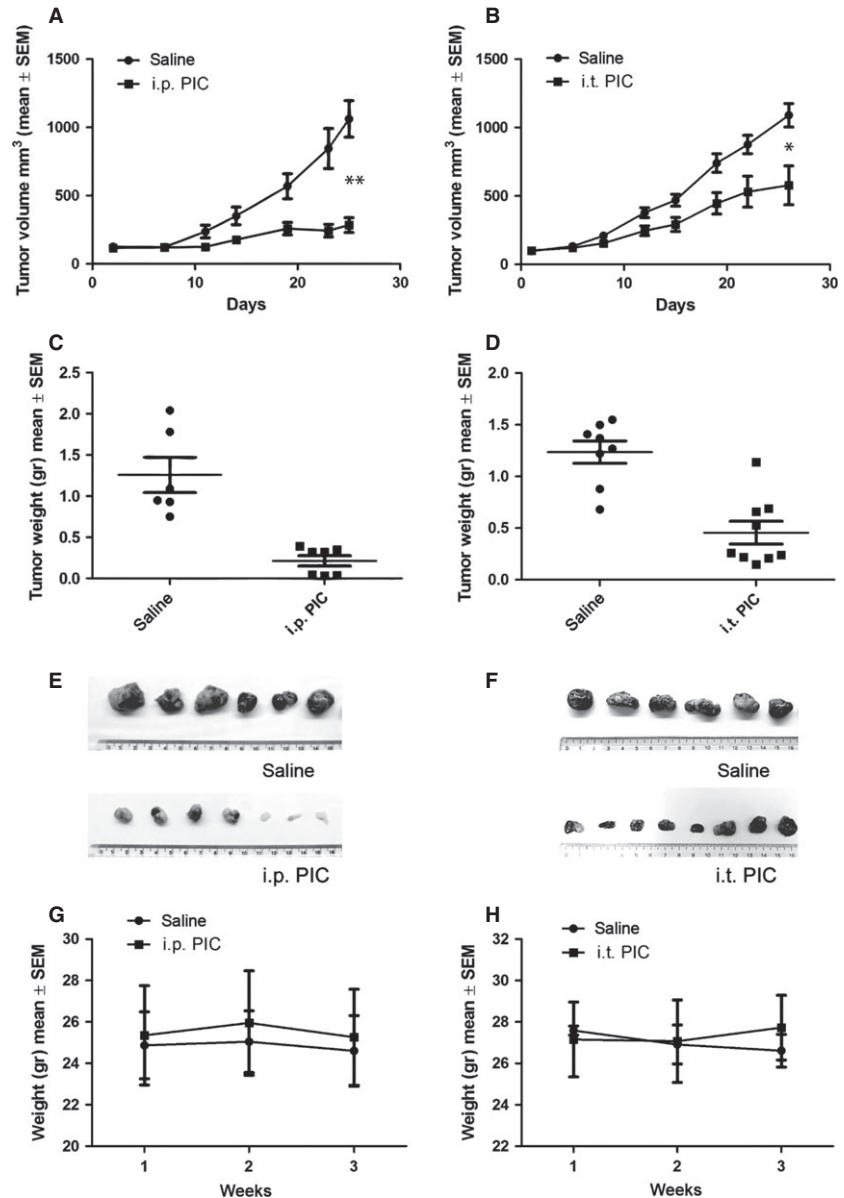 A
Saline
i.p. PIC
Tumor volume mm³ (mean ± SEM)
1500
1000
500
0
**
0 10 20 30
Days
B
Saline
i.t. PIC
Tumor volume mm³ (mean ± SEM)
1500
1000
500
0
*
0 10 20 30
Days
C
Tumor weight (gr) mean ± SEM
2.5
2.0
1.5
1.0
0.5
0.0
Saline
i.p. PIC
D
Tumor weight (gr) mean ± SEM
2.0
1.5
1.0
0.5
0.0
Saline
i.t. PIC
E
Saline
i.p. PIC
F
Saline
i.t. PIC
G
Saline
i.p. PIC
Weight (gr) mean ± SEM
30
28
26
24
22
20
1 2 3
Weeks
H
Saline
i.t. PIC
Weight (gr) mean ± SEM
32
30
28
26
24
22
1 2 3
Weeks